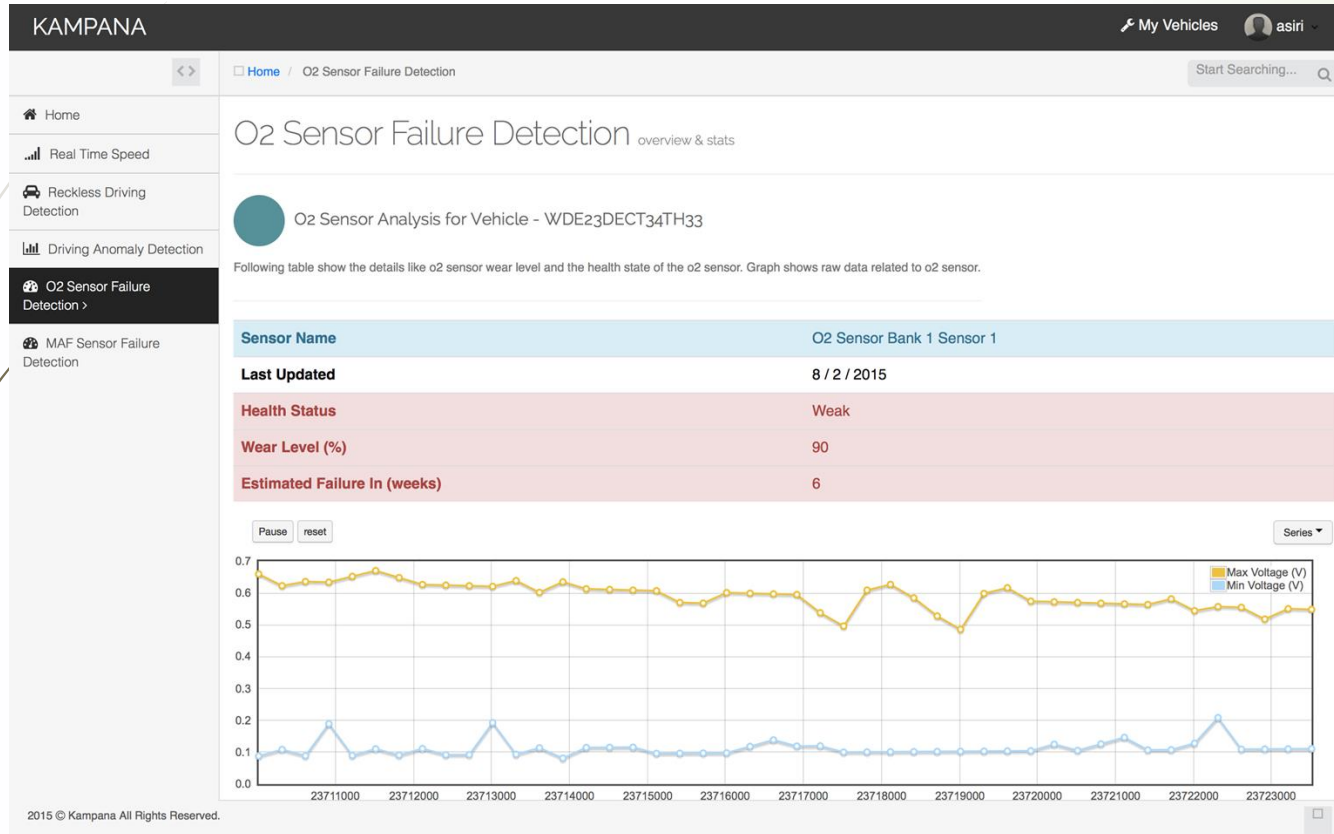 KAMPANA
My Vehicles
asiri
Home / O2 Sensor Failure Detection
Start Searching...
Home
Real Time Speed
Reckless Driving
Detection
Driving Anomaly Detection
O2 Sensor Failure
Detection >
MAF Sensor Failure
Detection
O2 Sensor Failure Detection overview & stats
O2 Sensor Analysis for Vehicle - WDE23DECT34TH33
Following table show the details like o2 sensor wear level and the health state of the o2 sensor. Graph shows raw data related to o2 sensor.
Sensor Name O2 Sensor Bank 1 Sensor 1
Last Updated 8 / 2 / 2015
Health Status Weak
Wear Level (%) 90
Estimated Failure In (weeks) 6
Pause reset Series
Max Voltage (V)
Min Voltage (V)
0.7
0.6
0.5
0.4
0.3
0.2
0.1
0.0
23711000 23712000 23713000 23714000 23715000 23716000 23717000 23718000 23719000 23720000 23721000 23722000 23723000
2015 © Kampana All Rights Reserved.